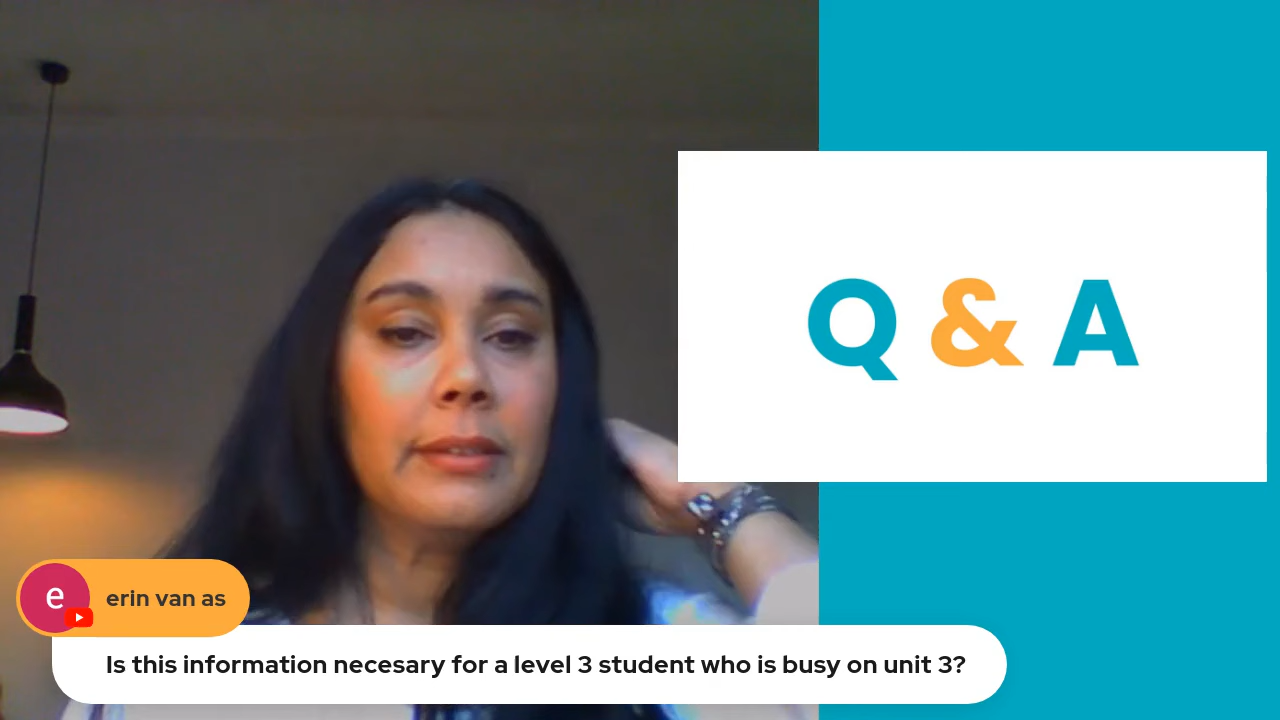 Q & A
e
erin van as
Is this information necesary for a level 3 student who is busy on unit 3?